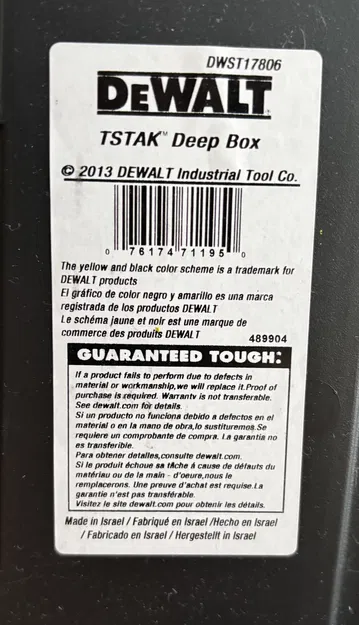 DWST17806
DEWALT
TSTAK™ Deep Box
© 2013 DEWALT Industrial Tool Co.
0 76174 71195 0
The yellow and black color scheme is a trademark for
DEWALT products
El gráfico de color negro y amarillo es una marca
registrada de los productos DEWALT
Le schéma jaune et noir est une marque de
commerce des produits DEWALT
489904
GUARANTEED TOUGH:
If a product fails to perform due to defects in
material or workmanship,we will replace it.Proof of
purchase is required. Warranty is not transferable.
See dewalt.com for details.
Si un producto no funciona debido a defectos en el
material o en la mano de obra,lo sustituremos.Se
requiere un comprobante de compra. La garantia no
es transferible.
Para obtener detalles,consulte dewalt.com.
Si le produit échoue sa tâche á cause de défauts du
matériau ou de la main - d'oeure,nous le
remplacerons. Une preuve d'achat est requise.La
garantie n'est pas transférable.
Visitez le site dewalt.com pour obtenir les détails.
Made in Israel / Fabriqué en Israel /Hecho en Israel
/ Fabricado en Israel / Hergestellt in Israel